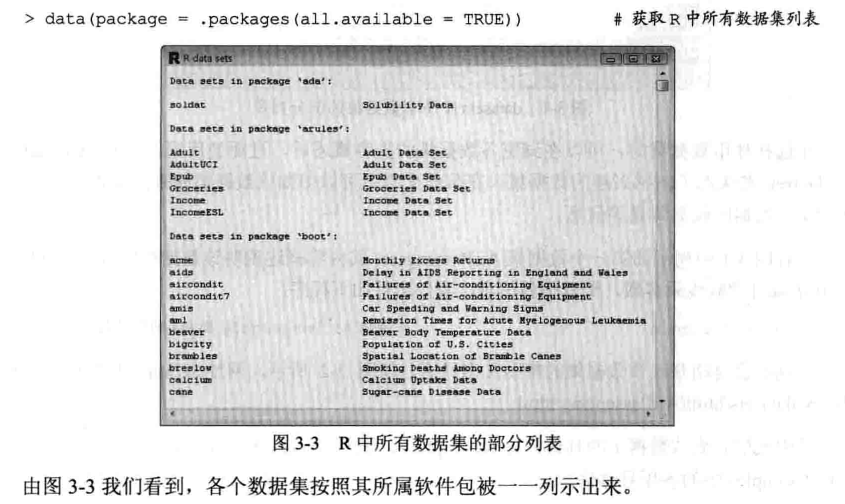 > data(package = .packages(all.available = TRUE)) # 获取R中所有数据集列表
R R data sets
Data sets in package 'ada':
soldat Solubility Data
Data sets in package 'arules':
Adult Adult Data Set
AdultUCI Adult Data Set
Epub Epub Data Set
Groceries Groceries Data Set
Income Income Data Set
IncomeESL Income Data Set
Data sets in package 'boot':
acme Monthly Excess Returns
aids Delay in AIDS Reporting in England and Wales
aircondit Failures of Air-conditioning Equipment
aircondit7 Failures of Air-conditioning Equipment
amis Car Speeding and Warning Signs
aml Remission Times for Acute Myelogenous Leukaemia
beaver Beaver Body Temperature Data
bigcity Population of U.S. Cities
brambles Spatial Location of Bramble Canes
breslow Smoking Deaths Among Doctors
calcium Calcium Uptake Data
cane Sugar-cane Disease Data
图 3-3 R 中所有数据集的部分列表
由图 3-3 我们看到，各个数据集按照其所属软件包被一一列示出来。